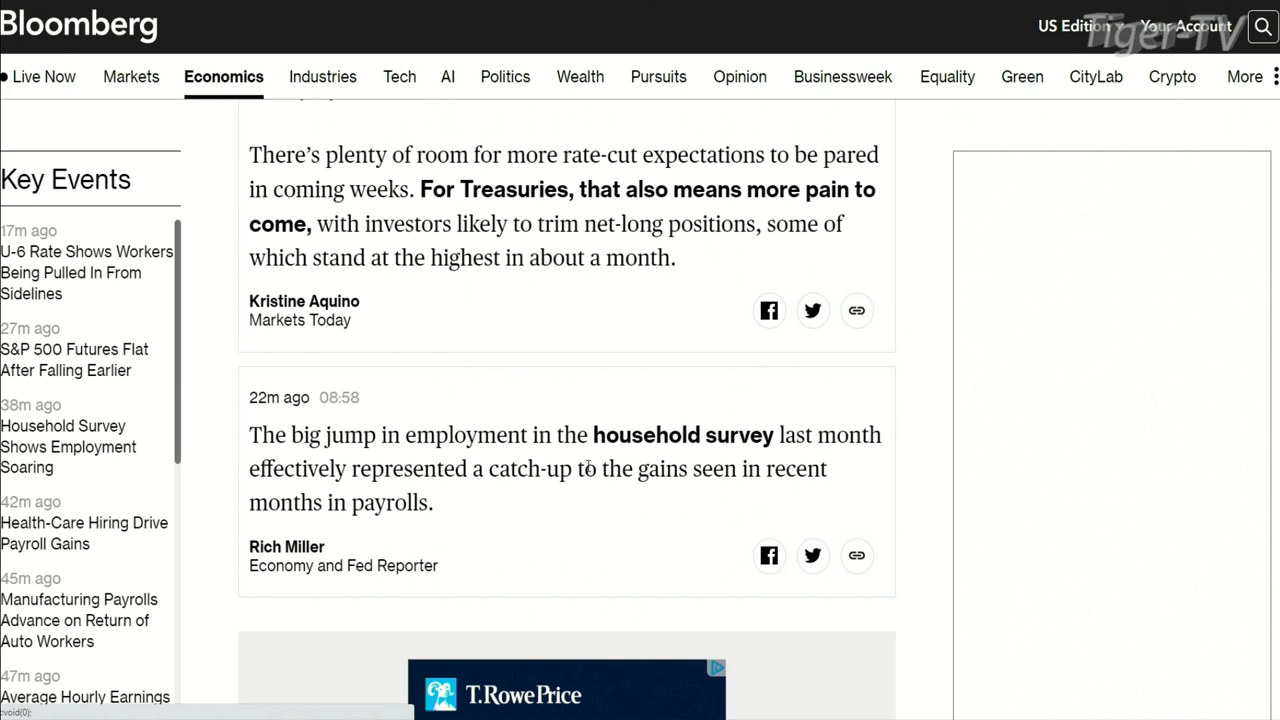 Bloomberg
US Edition
Your Account
Tiger-TV
Live Now Markets Economics Industries Tech AI Politics Wealth Pursuits Opinion Businessweek Equality Green CityLab Crypto More
Key Events
17m ago
U-6 Rate Shows Workers
Being Pulled In From
Sidelines
27m ago
S&P 500 Futures Flat
After Falling Earlier
38m ago
Household Survey
Shows Employment
Soaring
42m ago
Health-Care Hiring Drive
Payroll Gains
45m ago
Manufacturing Payrolls
Advance on Return of
Auto Workers
47m ago
Average Hourly Earnings
cvoid(0);
There's plenty of room for more rate-cut expectations to be pared
in coming weeks. For Treasuries, that also means more pain to
come, with investors likely to trim net-long positions, some of
which stand at the highest in about a month.
Kristine Aquino
Markets Today
22m ago 08:58
The big jump in employment in the household survey last month
effectively represented a catch-up to the gains seen in recent
months in payrolls.
Rich Miller
Economy and Fed Reporter
T.RowePrice